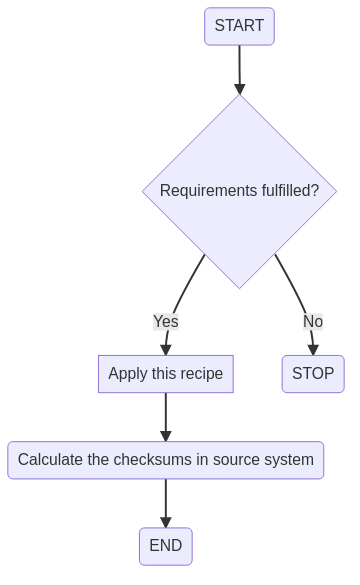 START
Requirements fulfilled?
Yes
No
Apply this recipe
STOP
Calculate the checksums in source system
END